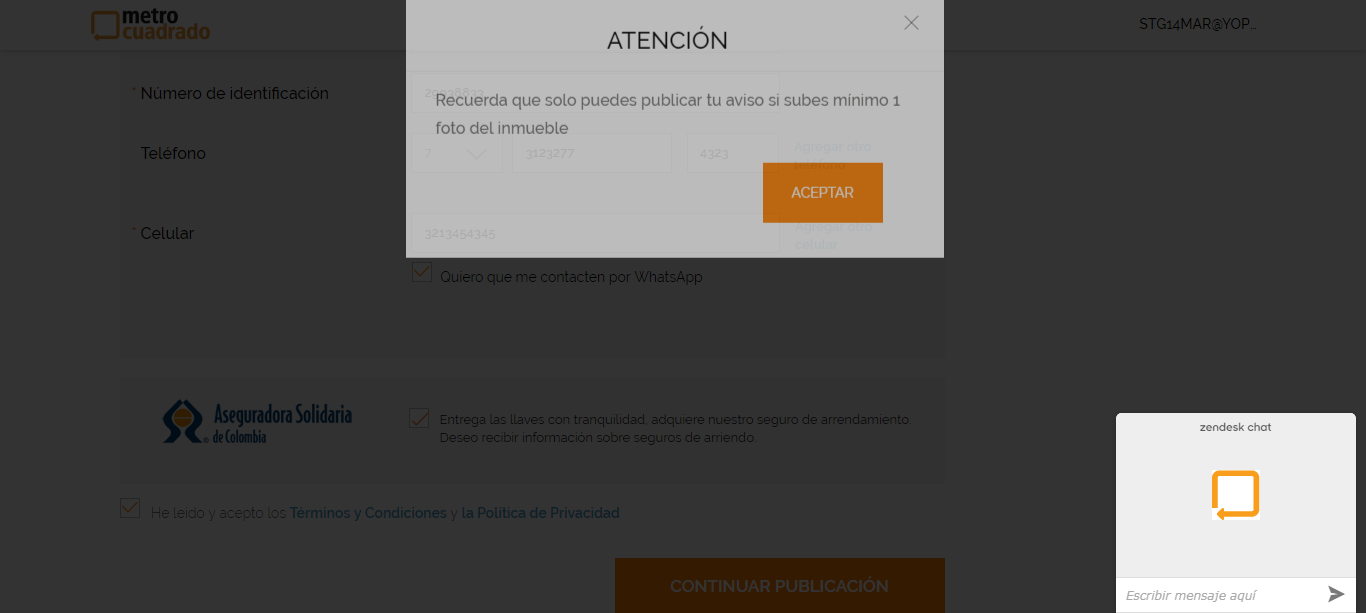 metro
cuadrado
STG14MAR@YOP...
ATENCIÓN
* Número de identificación
Recuerda que solo puedes publicar tu aviso si subes mínimo 1
foto del inmueble
Teléfono
7
3123277
4323
Agregar otro
teléfono
ACEPTAR
* Celular
3213454345
Agregar otro
celular
Quiero que me contacten por WhatsApp
Aseguradora Solidaria
de Colombia
Entrega las llaves con tranquilidad, adquiere nuestro seguro de arrendamiento.
Deseo recibir información sobre seguros de arriendo.
zendesk chat
He leido y acepto los Términos y Condiciones y la Política de Privacidad
CONTINUAR PUBLICACIÓN
Escribir mensaje aquí